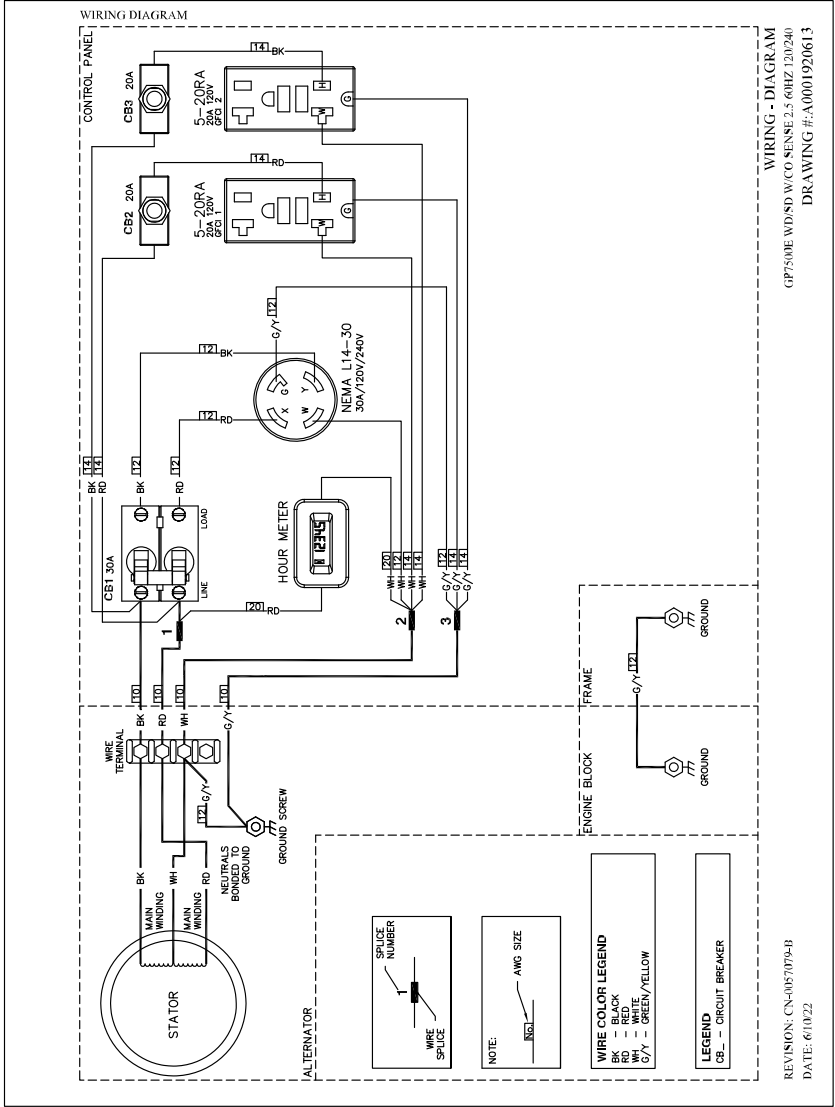 WIRING DIAGRAM
CONTROL PANEL
CB3 20A
14
BK
5-20RA
20A 120V
GFCI 2
H
W
G
CB2 20A
14
RD
5-20RA
20A 120V
GFCI 1
H
W
G
12
G/Y
12
BK
12
RD
G
Y
X
W
NEMA L14-30
30A/120V/240V
14
14
12
12
BK
RD
BK
RD
CB1 30A
LOAD
LINE
HOUR METER
12345
20
RD
20
12
14
14
WH
WH
WH
WH
12
14
14
G/Y
G/Y
G/Y
1
2
3
10
10
10
10
BK
RD
WH
G/Y
WIRE
TERMINAL
12
G/Y
GROUND SCREW
NEUTRALS
BONDED TO
GROUND
BK
WH
RD
MAIN
WINDING
MAIN
WINDING
STATOR
ALTERNATOR
FRAME
12
G/Y
GROUND
ENGINE BLOCK
GROUND
SPLICE
NUMBER
1
WIRE
SPLICE
NOTE:
AWG SIZE
No.
WIRE COLOR LEGEND
BK - BLACK
RD - RED
WH - WHITE
G/Y - GREEN/YELLOW
LEGEND
CB_ - CIRCUIT BREAKER
WIRING - DIAGRAM
GP7500E WD/SD W/CO SENSE 2.5 60HZ 120/240
DRAWING #:A0001920613
REVISION: CN-0057079-B
DATE: 6/10/22